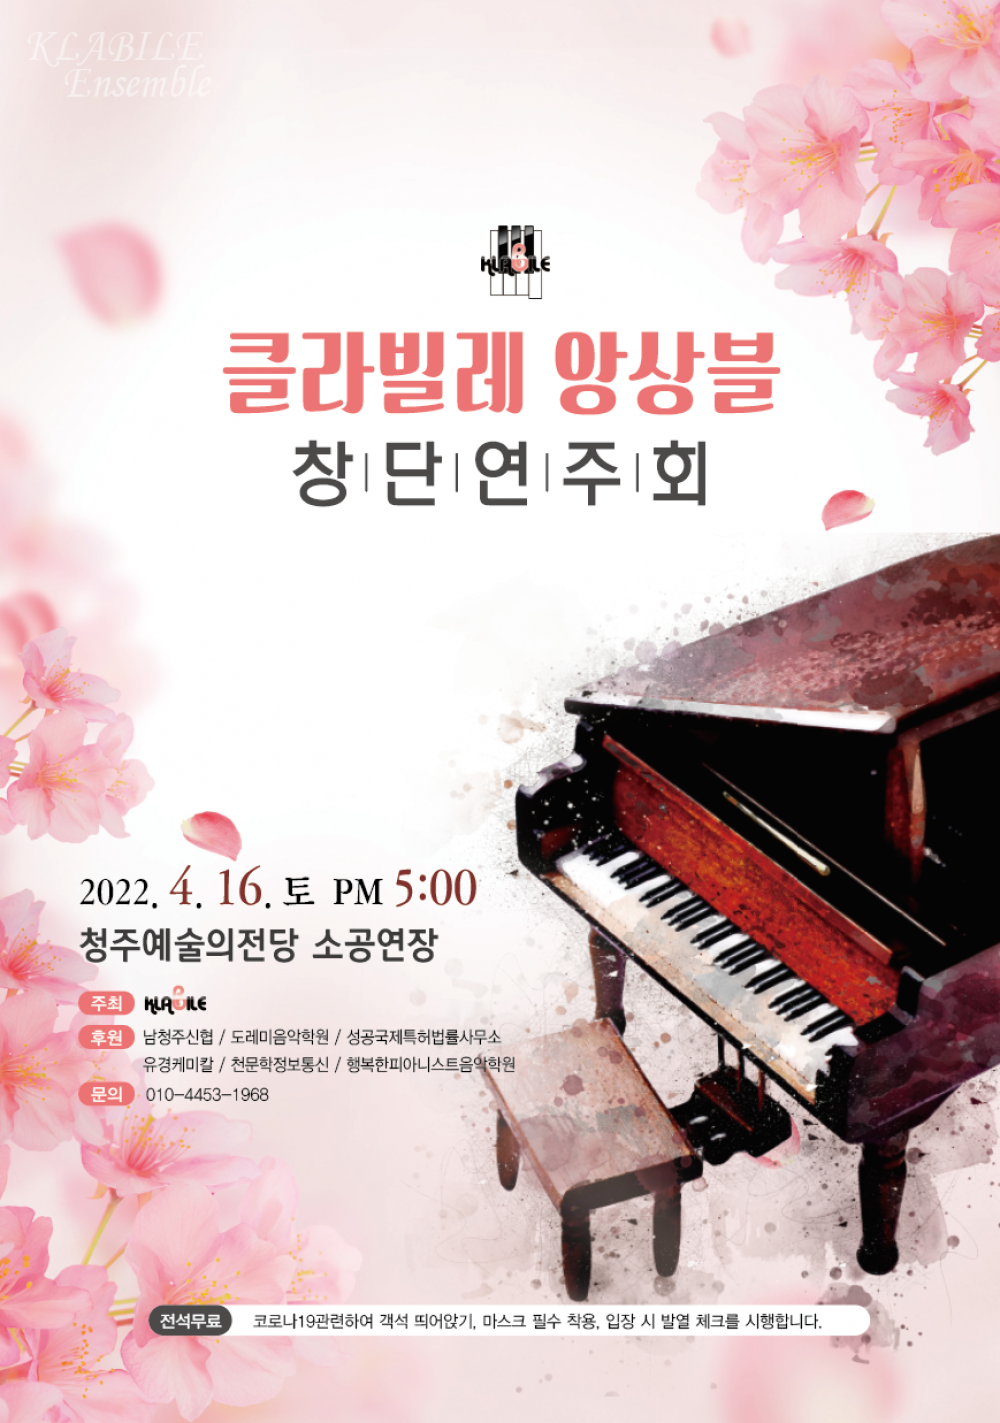 KLABILE
Ensemble
KLABILE
클라빌레 앙상블
창단연주회
2022. 4. 16. 토 PM 5:00
청주예술의전당 소공연장
주최 KLABILE
후원 남청주신협 / 도레미음악학원 / 성공국제특허법률사무소
유경케미칼 / 천문학정보통신 / 행복한피아니스트음악학원
문의 010-4453-1968
전석무료 코로나19관련하여 객석 띄어앉기, 마스크 필수 착용, 입장 시 발열 체크를 시행합니다.